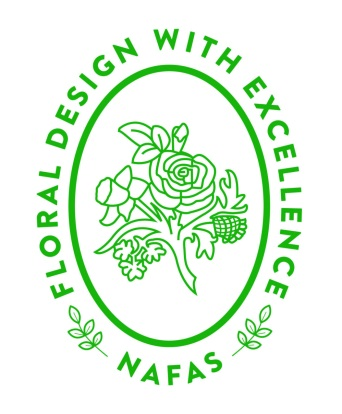 FLORAL DESIGN WITH EXCELLENCE
NAFAS